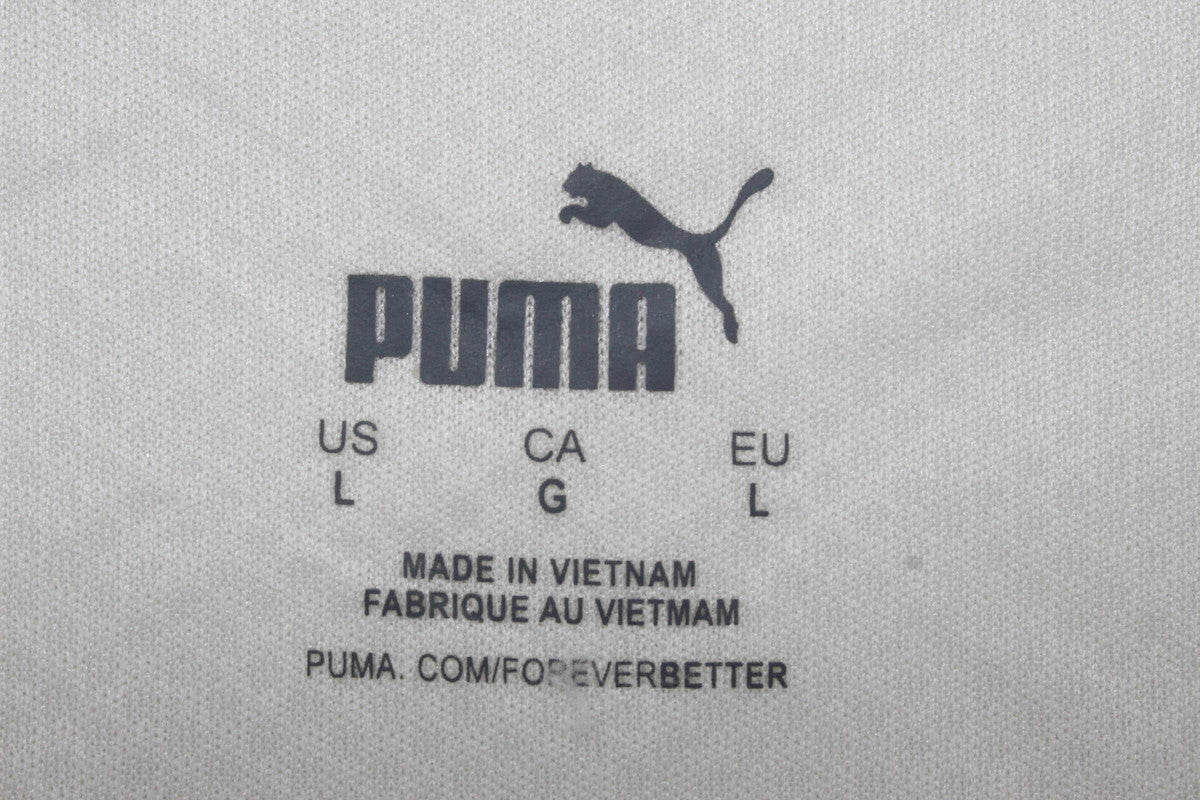 PUMA
US CA EU
L G L
MADE IN VIETNAM
FABRIQUE AU VIETMAM
PUMA. COM/FOREVERBETTER